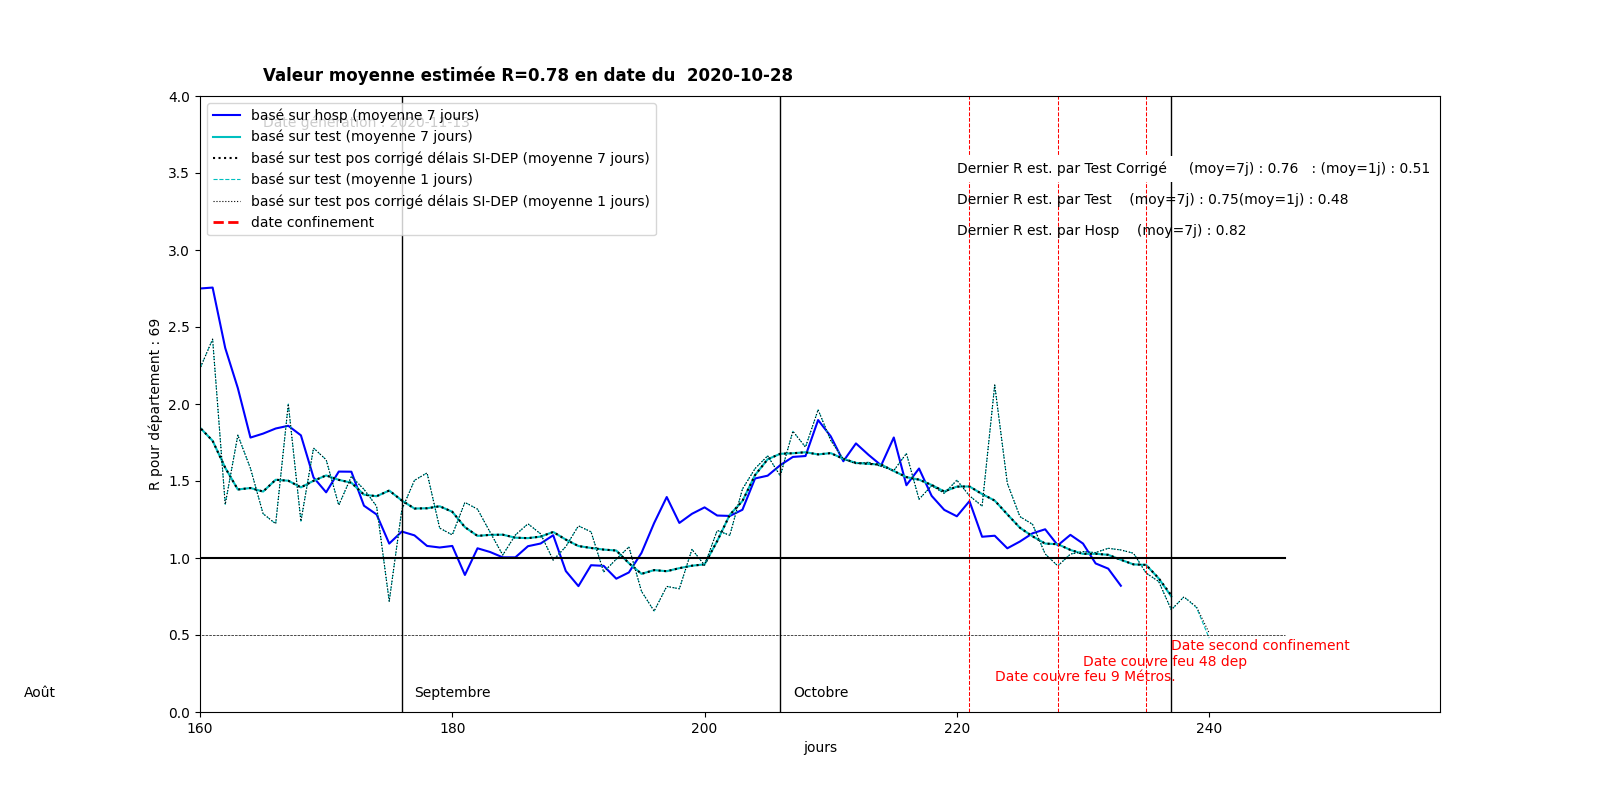 Valeur moyenne estimée R=0.78 en date du  2020-10-28
4.0
3.5
3.0
2.5
2.0
1.5
1.0
0.5
0.0
R pour département : 69
basé sur hosp (moyenne 7 jours)
Date génération : 2020-11-13
basé sur test (moyenne 7 jours)
basé sur test pos corrigé délais SI-DEP (moyenne 7 jours)
basé sur test (moyenne 1 jours)
basé sur test pos corrigé délais SI-DEP (moyenne 1 jours)
date confinement
Dernier R est. par Test Corrigé     (moy=7j) : 0.76   : (moy=1j) : 0.51
Dernier R est. par Test    (moy=7j) : 0.75(moy=1j) : 0.48
Dernier R est. par Hosp    (moy=7j) : 0.82
Date second confinement
Date couvre feu 48 dep
Date couvre feu 9 Métros.
Août
Septembre
Octobre
160
180
200
220
240
jours